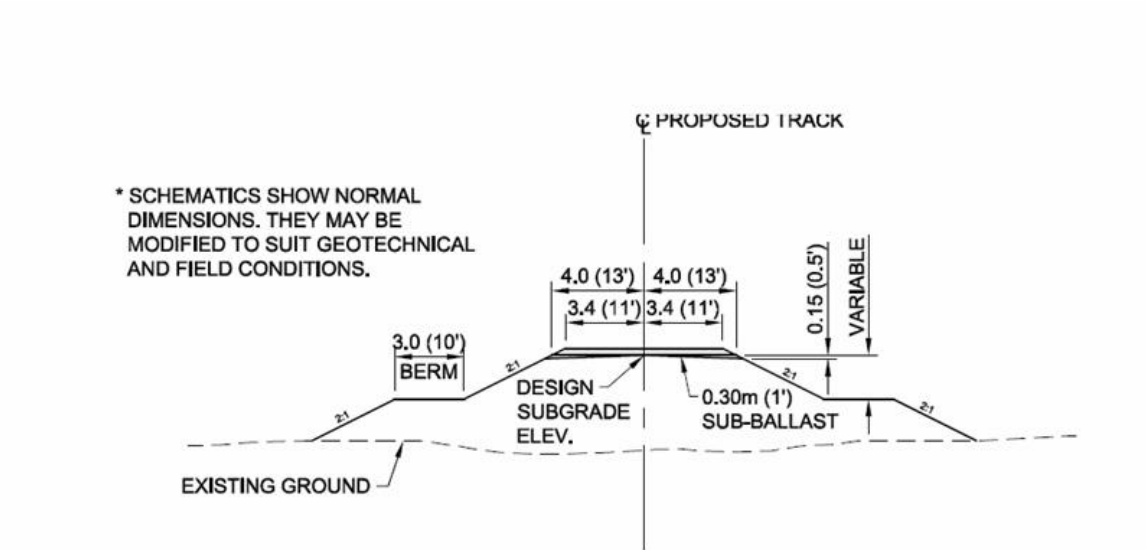 ℄ PROPOSED TRACK
* SCHEMATICS SHOW NORMAL
DIMENSIONS. THEY MAY BE
MODIFIED TO SUIT GEOTECHNICAL
AND FIELD CONDITIONS.
4.0 (13') 4.0 (13')
3.4 (11') 3.4 (11')
0.15 (0.5')
VARIABLE
3.0 (10')
BERM
2:1
2:1
2:1
2:1
DESIGN
SUBGRADE
ELEV.
0.30m (1')
SUB-BALLAST
EXISTING GROUND